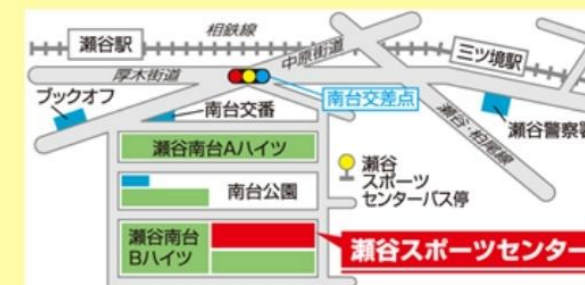 相鉄線
瀬谷駅
中原街道
三ツ境駅
厚木街道
ブックオフ
南台交差点
南台交番
瀬谷・柏尾線
瀬谷警察署
瀬谷南台Aハイツ
瀬谷
スポーツ
センターバス停
南台公園
瀬谷南台
Bハイツ
瀬谷スポーツセンター